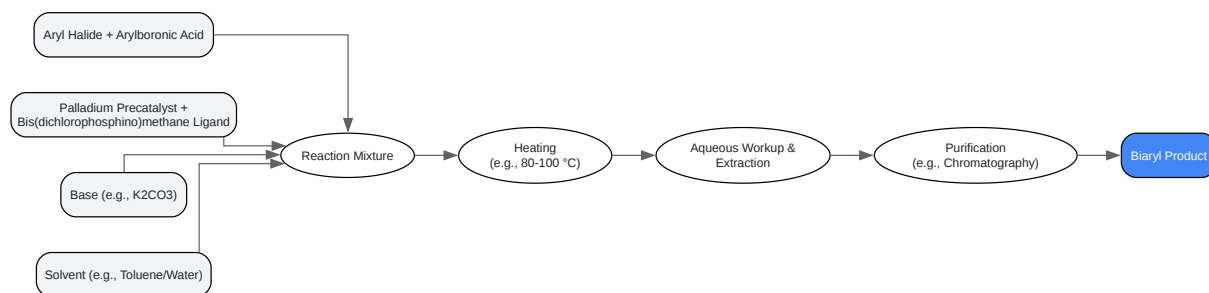 Aryl Halide + Arylboronic Acid
Palladium Precatalyst +
Bis(dichlorophosphino)methane Ligand
Base (e.g., K2CO3)
Solvent (e.g., Toluene/Water)
Reaction Mixture
Heating
(e.g., 80-100 °C)
Aqueous Workup &
Extraction
Purification
(e.g., Chromatography)
Biaryl Product